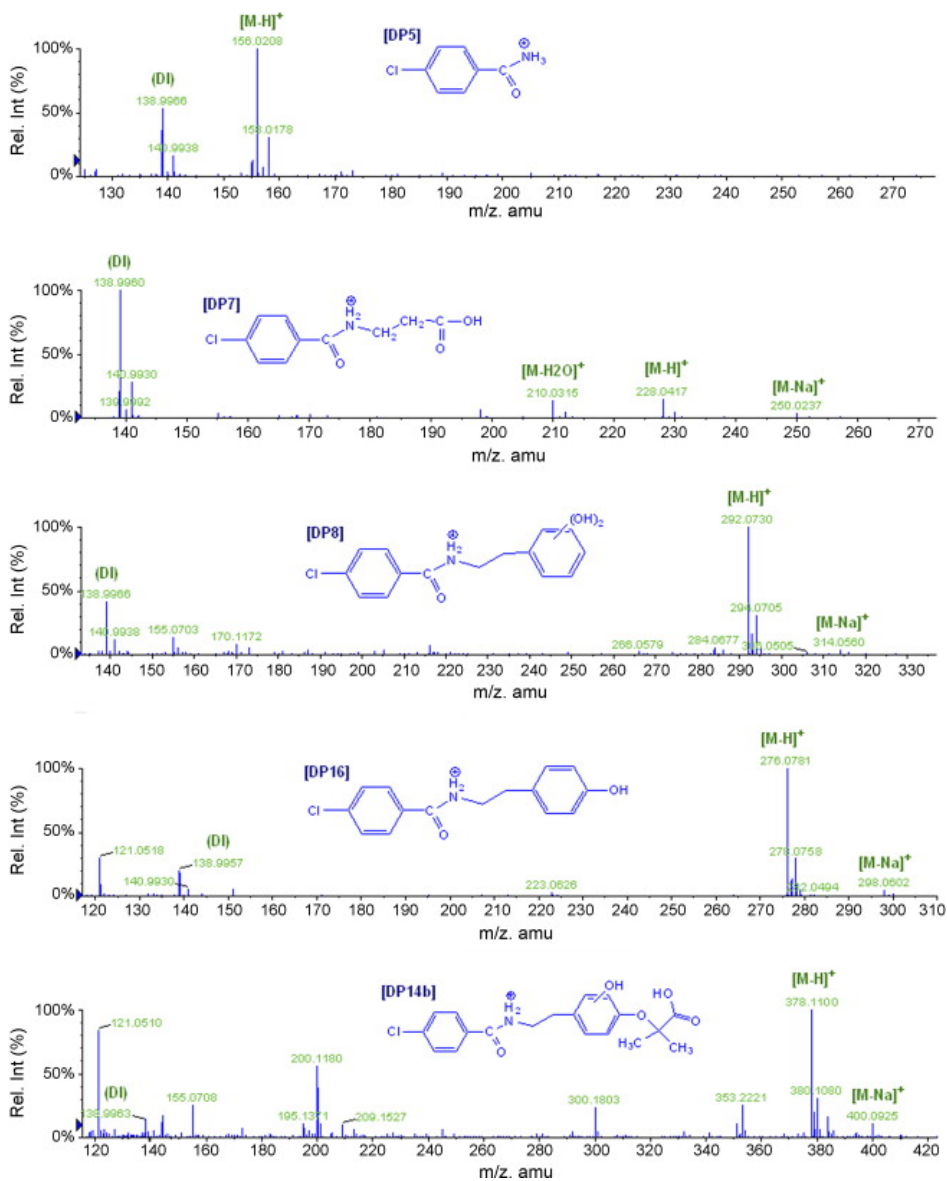 [M-H]+
156.0208
[DP5]
⊕
NH3
Cl
C
O
100%
(DI)
138.9966
50%
158.0178
140.9938
0%
Rel. Int (%)
130 140 150 160 170 180 190 200 210 220 230 240 250 260 270
m/z. amu
(DI)
138.9960
100%
[DP7]
⊕
H2
N
CH2
CH2
C
OH
O
Cl
C
O
50%
140.9930
139.9992
0%
[M-H2O]+
210.0315
[M-H]+
228.0417
[M-Na]+
250.0237
Rel. Int (%)
140 150 160 170 180 190 200 210 220 230 240 250 260 270
m/z. amu
[M-H]+
292.0730
100%
[DP8]
⊕
H2
N
(OH)2
Cl
C
O
(DI)
138.9966
50%
140.9938
155.0703
170.1172
294.0705
266.0579
284.0677
314.0560
[M-Na]+
0%
Rel. Int (%)
140 150 160 170 180 190 200 210 220 230 240 250 260 270 280 290 300 310 320 330
m/z. amu
[M-H]+
276.0781
100%
[DP16]
⊕
H2
N
OH
Cl
C
O
(DI)
121.0518
138.9957
50%
140.9930
223.0626
278.0758
[M-Na]+
298.0602
0%
Rel. Int (%)
120 130 140 150 160 170 180 190 200 210 220 230 240 250 260 270 280 290 300 310
m/z. amu
[M-H]+
378.1100
100%
[DP14b]
⊕
H2
N
OH
HO
O
O
H3C
CH3
Cl
C
O
121.0510
200.1180
50%
(DI)
138.9963
155.0708
195.1371
209.1527
300.1803
353.2221
380.1080
[M-Na]+
400.0925
0%
Rel. Int (%)
120 140 160 180 200 220 240 260 280 300 320 340 360 380 400 420
m/z. amu